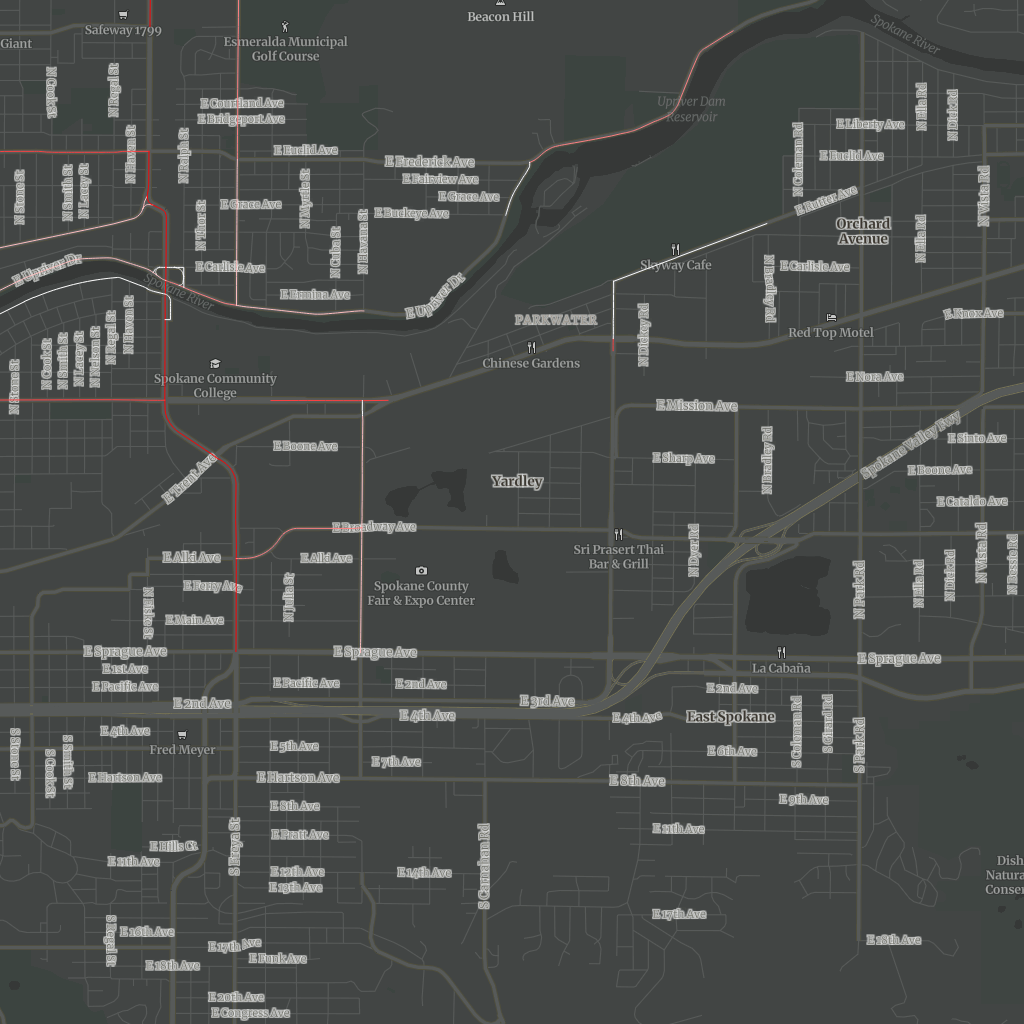 Beacon Hill
Safeway 1799
Giant
Esmeralda Municipal
Golf Course
Spokane River
N Cook St
N Regal St
E Courtland Ave
E Bridgeport Ave
Upriver Dam
Reservoir
N Ella Rd
N Dick Rd
E Liberty Ave
N Haven St
N Ralph St
E Euclid Ave
E Frederick Ave
E Fairview Ave
E Grace Ave
E Buckeye Ave
N Coleman Rd
E Euclid Ave
N Vista Rd
N Stone St
N Smith St
N Lacey St
N Thor St
E Grace Ave
N Myrtle St
N Cuba St
N Havana St
E Rutter Ave
Orchard
Avenue
N Ella Rd
E Upriver Dr
E Carlisle Ave
Spokane River
E Ermina Ave
E Upriver Dr
Skyway Cafe
N Bradley Rd
E Carlisle Ave
PARKWATER
N Dickey Rd
Red Top Motel
E Knox Ave
N Stone St
N Cook St
N Smith St
N Lacey St
N Nelson St
N Regal St
N Haven St
Chinese Gardens
Spokane Community
College
E Nora Ave
E Mission Ave
E Boone Ave
Spokane Valley Fwy
E Sinto Ave
E Trent Ave
E Sharp Ave
N Bradley Rd
E Boone Ave
Yardley
E Cataldo Ave
E Broadway Ave
Sri Prasert Thai
Bar & Grill
N Dyer Rd
N Vista Rd
N Bessie Rd
E Alki Ave
E Alki Ave
E Ferry Ave
N Julia St
Spokane County
Fair & Expo Center
N Park Rd
N Ella Rd
N Dick Rd
N Fiske St
E Main Ave
E Sprague Ave
E Sprague Ave
La Cabaña
E Sprague Ave
E 1st Ave
E Pacific Ave
E Pacific Ave
E 2nd Ave
E 2nd Ave
E 2nd Ave
E 3rd Ave
E 4th Ave
E 4th Ave
East Spokane
S Coleman Rd
S Girard Rd
S Park Rd
E 4th Ave
Fred Meyer
S Stone St
S Cook St
S Smith St
E 5th Ave
E 6th Ave
E 7th Ave
E Hartson Ave
E Hartson Ave
E 8th Ave
E 9th Ave
E 8th Ave
E Pratt Ave
E 11th Ave
S Freya St
E Hills Ct
E 11th Ave
S Carnahan Rd
E 12th Ave
E 13th Ave
E 14th Ave
E 17th Ave
E 16th Ave
S Regal St
E 17th Ave
E Funk Ave
E 18th Ave
E 18th Ave
E 20th Ave
E Congress Ave